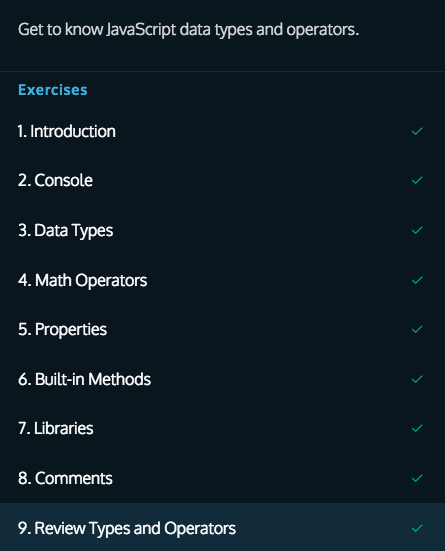 Get to know JavaScript data types and operators.
Exercises
1. Introduction
2. Console
3. Data Types
4. Math Operators
5. Properties
6. Built-in Methods
7. Libraries
8. Comments
9. Review Types and Operators